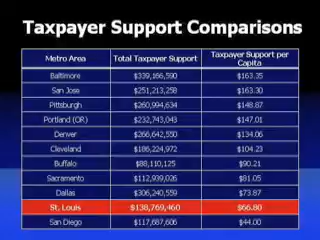 Taxpayer Support Comparisons
Metro Area Total Taxpayer Support Taxpayer Support per Capita
Baltimore $339,166,590 $163.35
San Jose $251,213,258 $163.30
Pittsburgh $260,994,634 $148.87
Portland (OR) $232,743,043 $147.01
Denver $266,642,550 $134.06
Cleveland $186,224,972 $104.23
Buffalo $88,110,125 $90.21
Sacramento $112,939,026 $81.05
Dallas $306,240,559 $73.87
St. Louis $138,769,460 $66.80
San Diego $117,687,606 $44.00